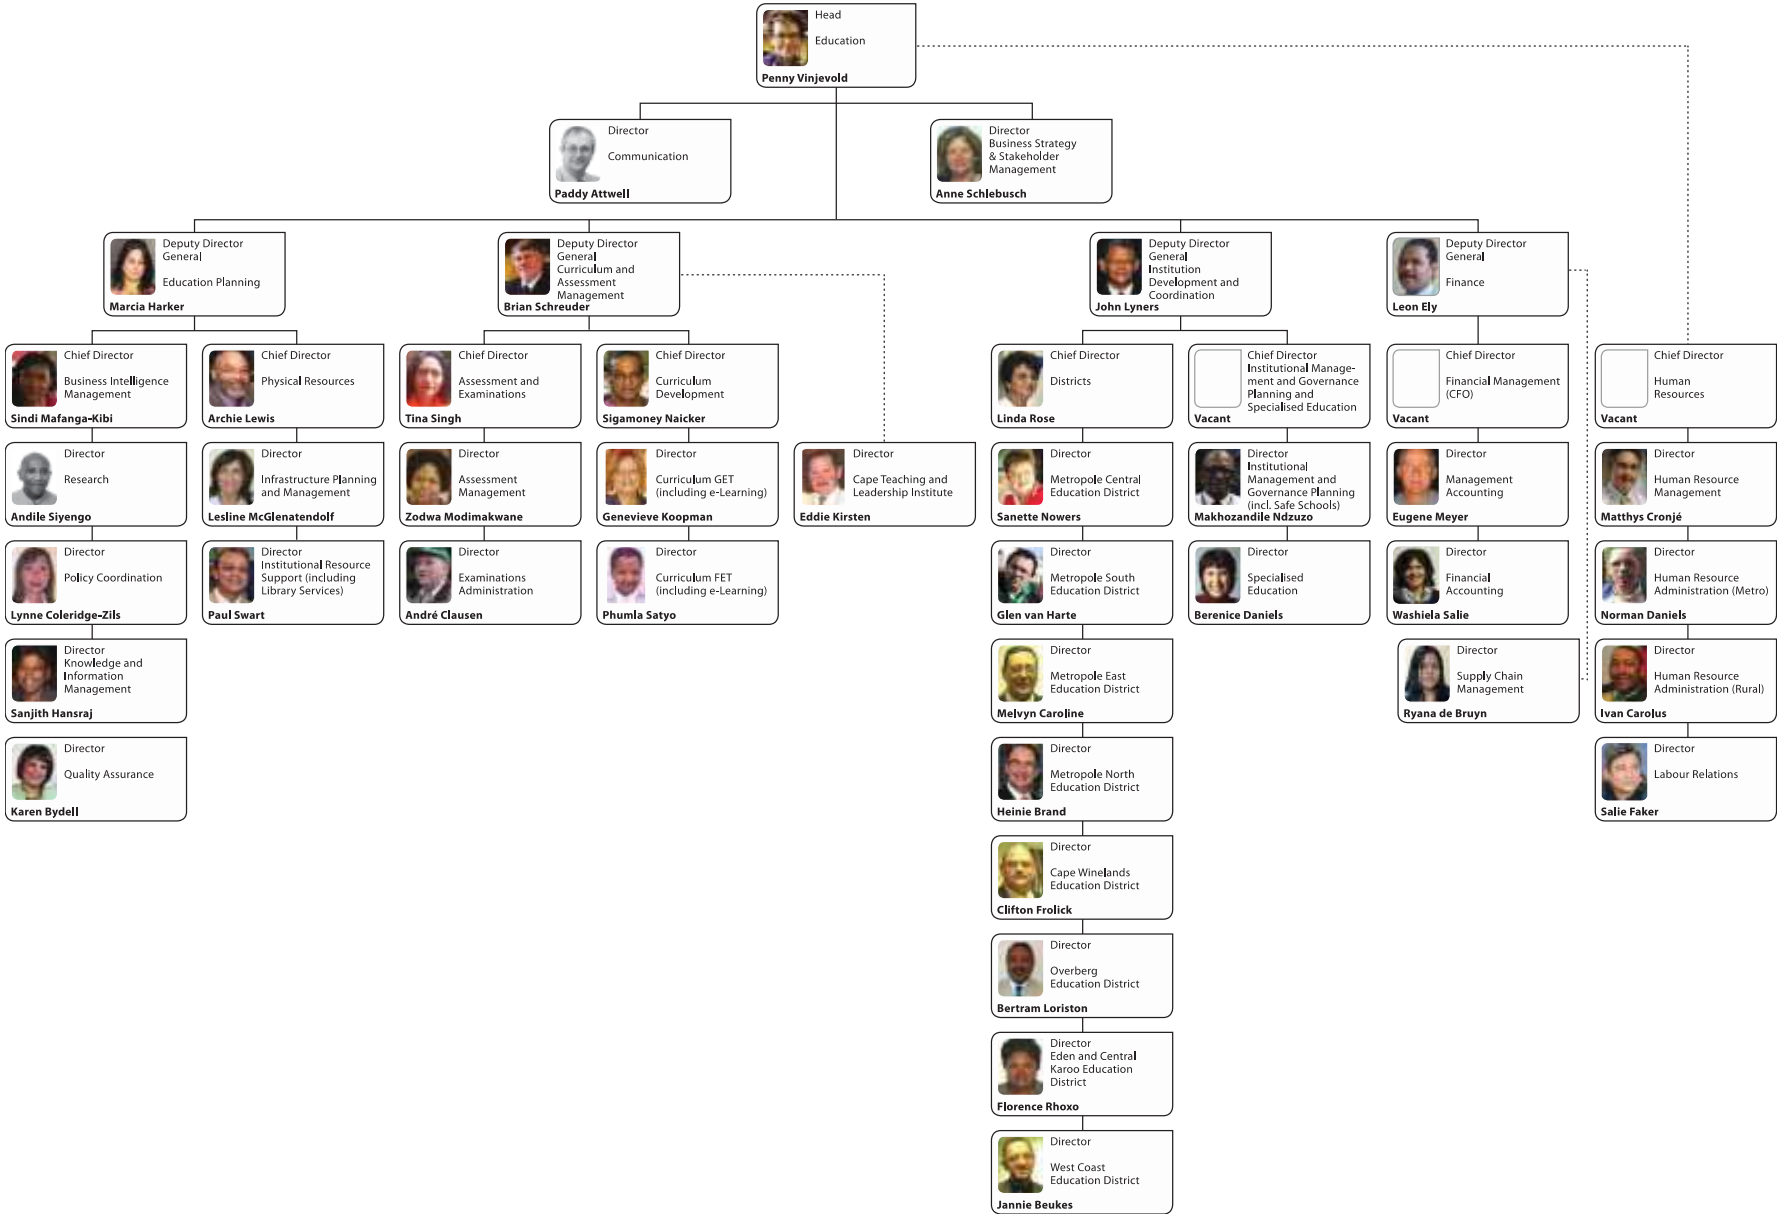 Head
Education
Penny Vinjevold
Director
Communication
Paddy Attwell
Director
Business Strategy
& Stakeholder
Management
Anne Schlebusch
Deputy Director
General
Education Planning
Marcia Harker
Deputy Director
General
Curriculum and
Assessment
Management
Brian Schreuder
Deputy Director
General
Institution
Development and
Coordination
John Lyners
Deputy Director
General
Finance
Leon Ely
Chief Director
Business Intelligence
Management
Sindi Mafanga-Kibi
Chief Director
Physical Resources
Archie Lewis
Chief Director
Assessment and
Examinations
Tina Singh
Chief Director
Curriculum
Development
Sigamoney Naicker
Chief Director
Districts
Linda Rose
Chief Director
Institutional Manage-
ment and Governance
Planning and
Specialised Education
Vacant
Chief Director
Financial Management
(CFO)
Vacant
Chief Director
Human
Resources
Vacant
Director
Research
Andile Siyengo
Director
Infrastructure Planning
and Management
Lesline McGlenatendolf
Director
Assessment
Management
Zodwa Modimakwane
Director
Curriculum GET
(including e-Learning)
Genevieve Koopman
Director
Cape Teaching and
Leadership Institute
Eddie Kirsten
Director
Metropole Central
Education District
Sanette Nowers
Director
Institutional
Management and
Governance Planning
(incl. Safe Schools)
Makhozandile Ndzuzo
Director
Management
Accounting
Eugene Meyer
Director
Human Resource
Management
Matthys Cronjé
Director
Policy Coordination
Lynne Coleridge-Zils
Director
Institutional Resource
Support (including
Library Services)
Paul Swart
Director
Examinations
Administration
André Clausen
Director
Curriculum FET
(including e-Learning)
Phumla Satyo
Director
Metropole South
Education District
Glen van Harte
Director
Specialised
Education
Berenice Daniels
Director
Financial
Accounting
Washiela Salie
Director
Human Resource
Administration (Metro)
Norman Daniels
Director
Knowledge and
Information
Management
Sanjith Hansraj
Director
Metropole East
Education District
Melvyn Caroline
Director
Supply Chain
Management
Ryana de Bruyn
Director
Human Resource
Administration (Rural)
Ivan Carolus
Director
Quality Assurance
Karen Bydell
Director
Metropole North
Education District
Heinie Brand
Director
Labour Relations
Salie Faker
Director
Cape Winelands
Education District
Clifton Frolick
Director
Overberg
Education District
Bertram Loriston
Director
Eden and Central
Karoo Education
District
Florence Rhoxo
Director
West Coast
Education District
Jannie Beukes